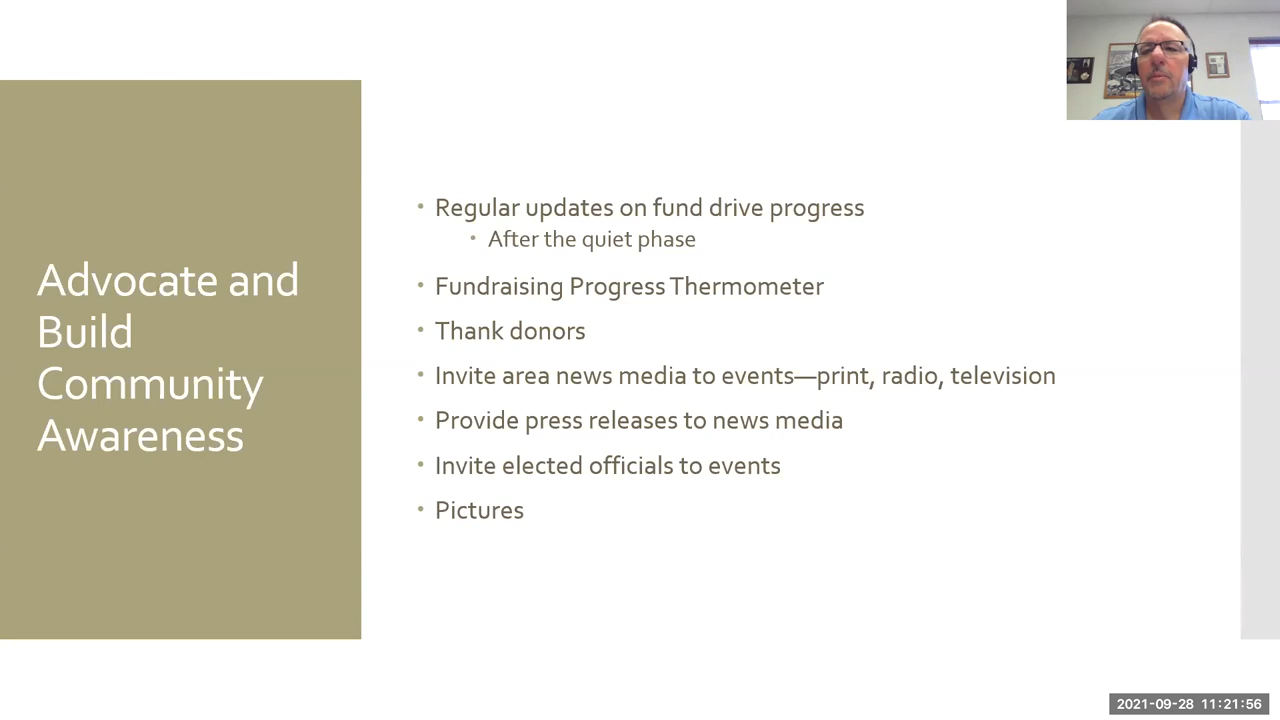 Advocate and
Build
Community
Awareness
• Regular updates on fund drive progress
• After the quiet phase
• Fundraising Progress Thermometer
• Thank donors
• Invite area news media to events—print, radio, television
• Provide press releases to news media
• Invite elected officials to events
• Pictures
2021-09-28 11:21:56